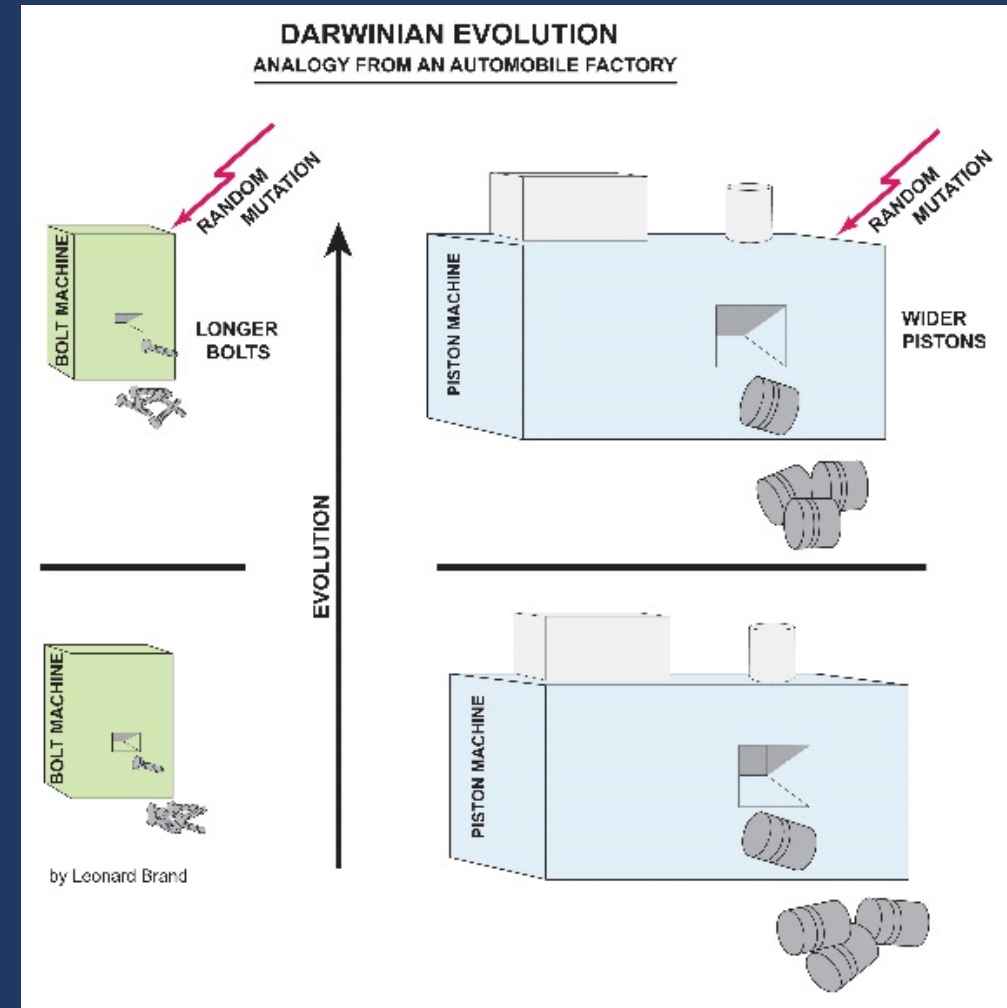 DARWINIAN EVOLUTION
ANALOGY FROM AN AUTOMOBILE FACTORY
RANDOM
MUTATION
BOLT MACHINE
LONGER
BOLTS
RANDOM
MUTATION
PISTON MACHINE
WIDER
PISTONS
EVOLUTION
BOLT MACHINE
PISTON MACHINE
by Leonard Brand